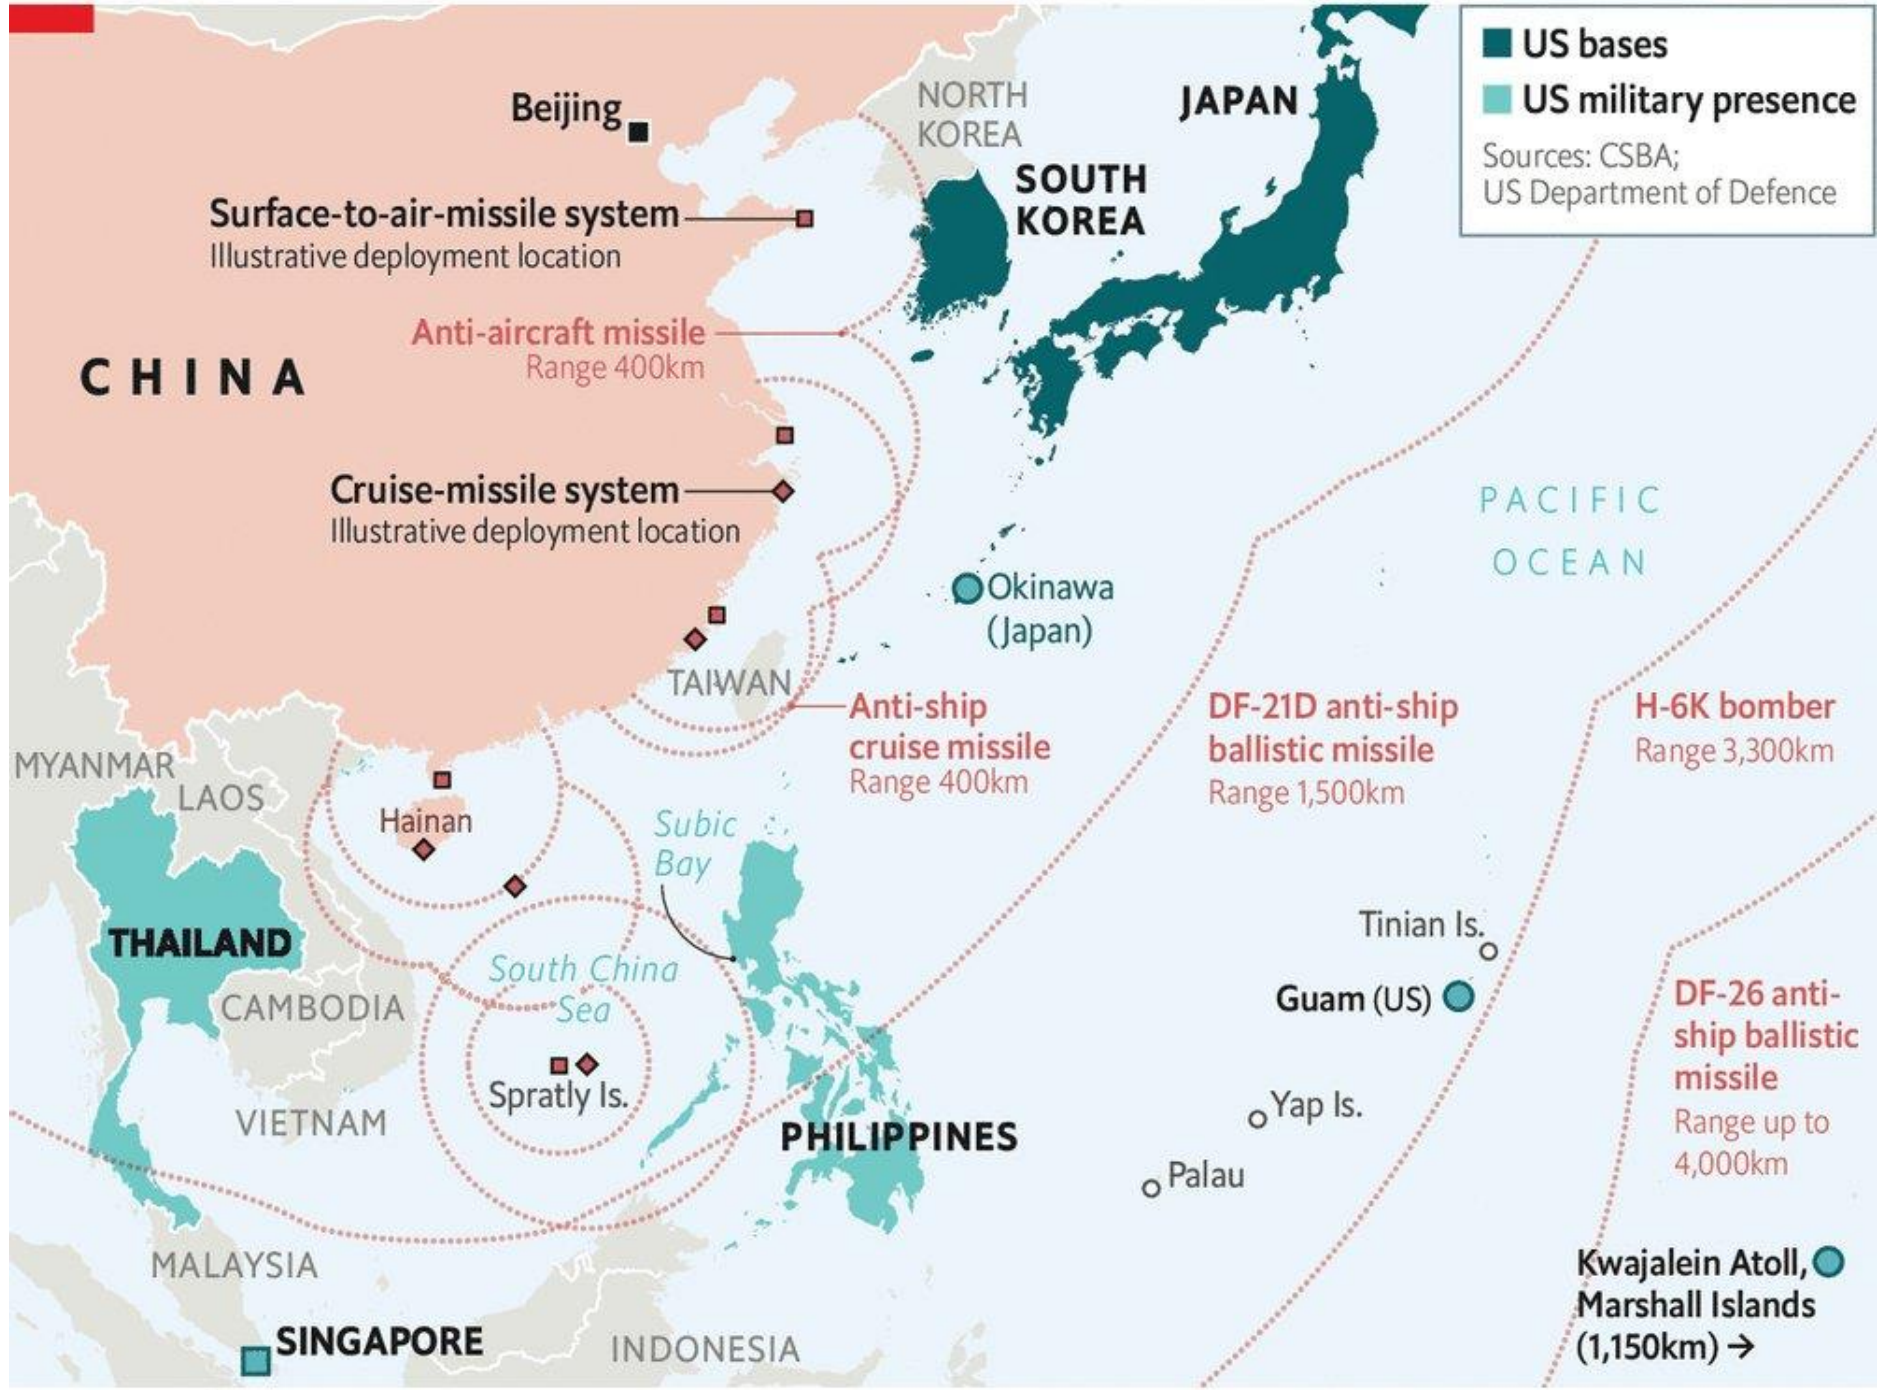 US bases
US military presence
Sources: CSBA;
US Department of Defence
Beijing
NORTH
KOREA
JAPAN
SOUTH
KOREA
Surface-to-air-missile system
Illustrative deployment location
Anti-aircraft missile
Range 400km
CHINA
Cruise-missile system
Illustrative deployment location
PACIFIC
OCEAN
Okinawa
(Japan)
TAIWAN
Anti-ship
cruise missile
Range 400km
DF-21D anti-ship
ballistic missile
Range 1,500km
H-6K bomber
Range 3,300km
MYANMAR
LAOS
Hainan
Subic
Bay
THAILAND
South China
Sea
CAMBODIA
Tinian Is.
Guam (US)
DF-26 anti-
ship ballistic
missile
Range up to
4,000km
Spratly Is.
VIETNAM
PHILIPPINES
Yap Is.
Palau
MALAYSIA
Kwajalein Atoll,
Marshall Islands
(1,150km) →
SINGAPORE
INDONESIA